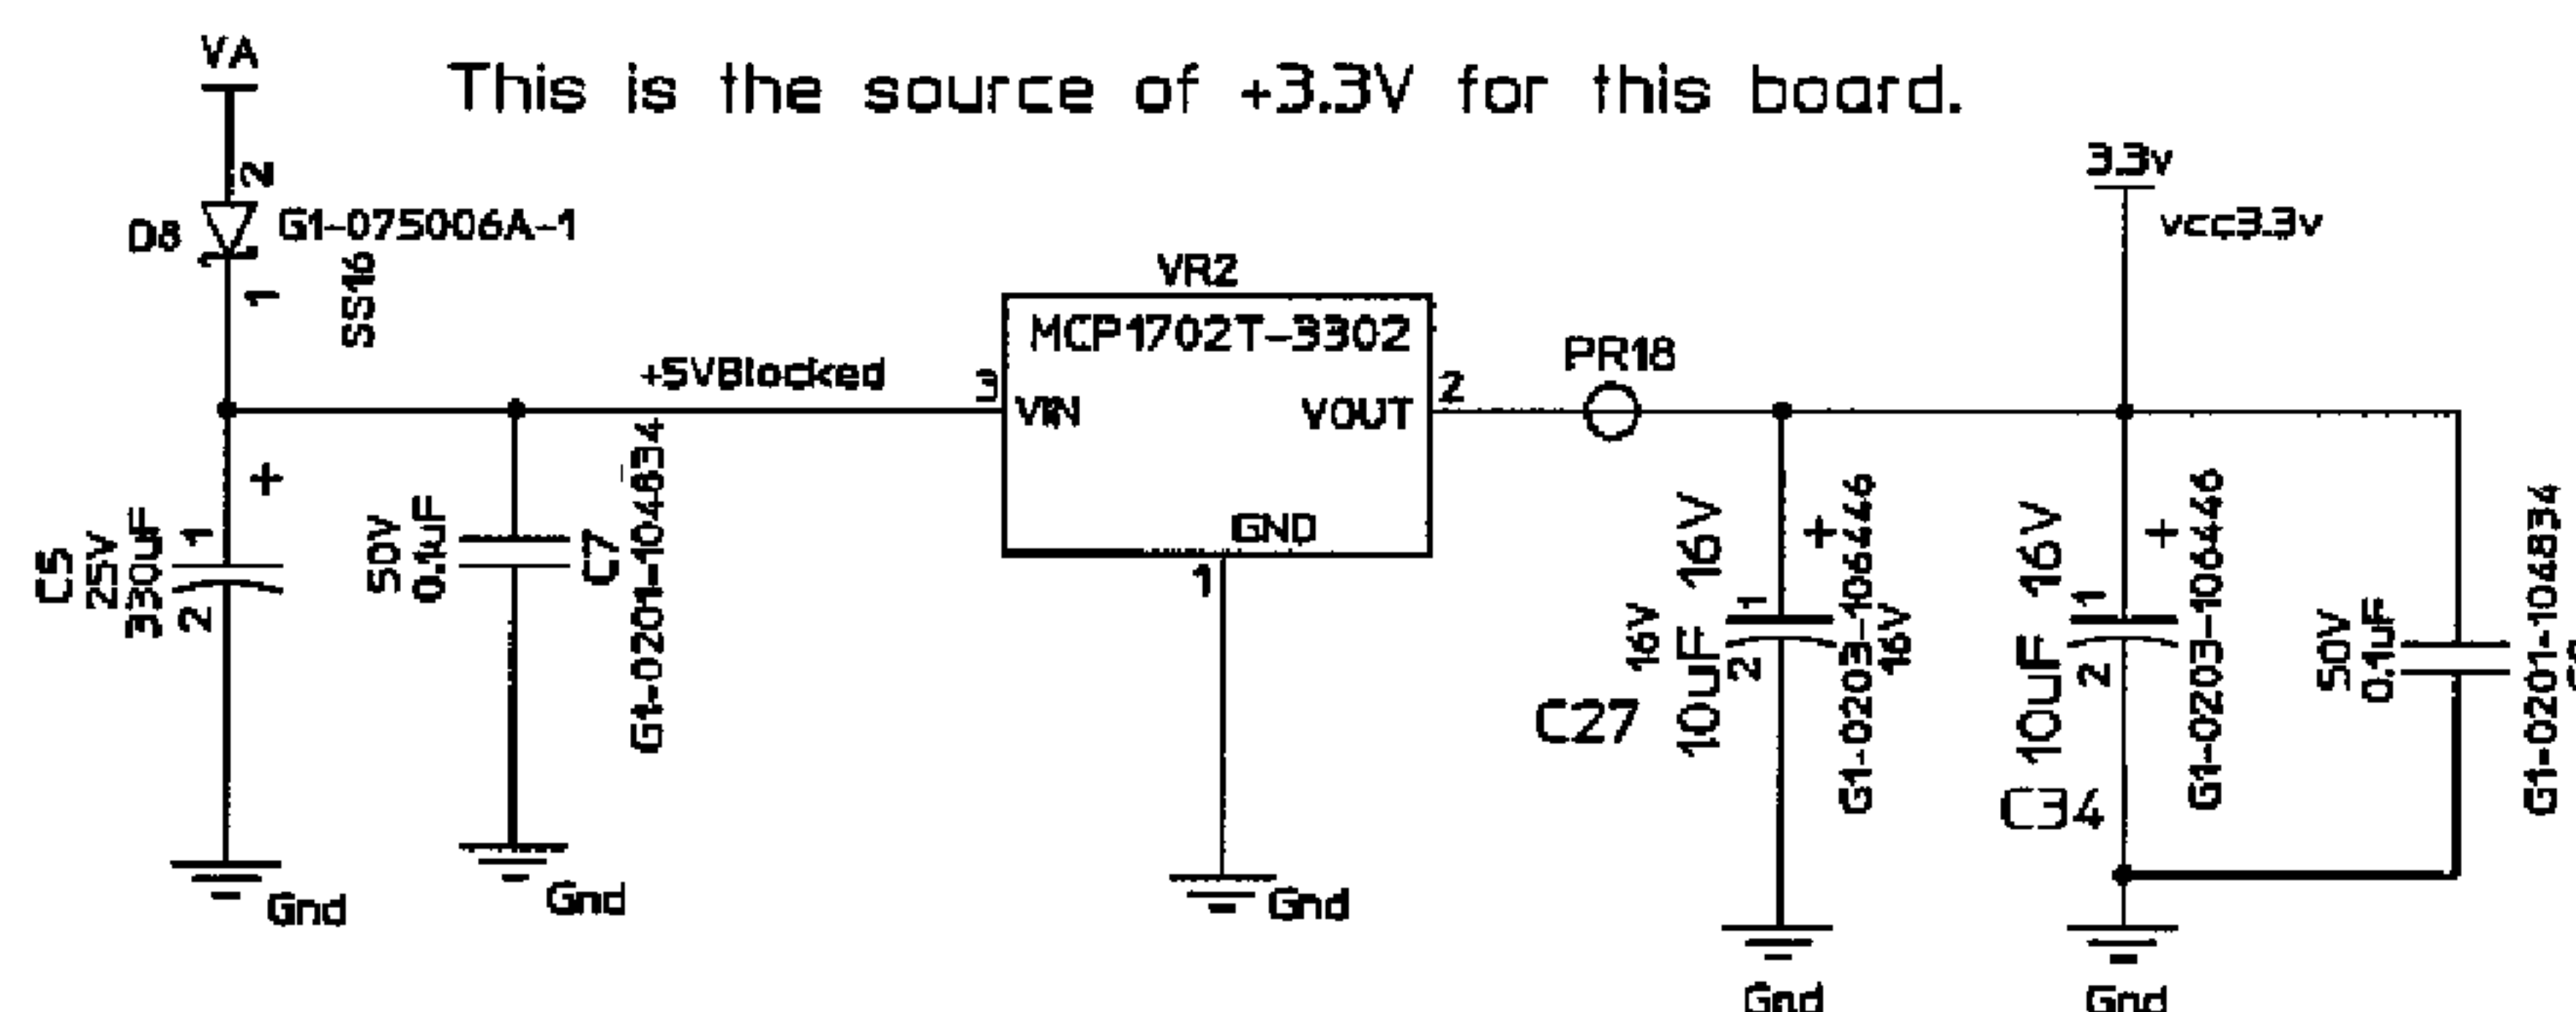 VA
This is the source of +3.3V for this board.
2
D8
G1-075006A-1
SS16
1
+5VBlocked
3
VR2
MCP1702T-3302
VIN
VOUT
GND
2
1
PR18
3.3v
vcc3.3v
C5
25V
330uF
1
2
+
Gnd
50V
0.1uF
C7
G1-0201-104834
Gnd
Gnd
C27
16V
10uF 16V
1
2
+
G1-0203-106446
16V
Gnd
C34
10uF 16V
1
2
+
G1-0203-106446
Gnd
50V
0.1uF
G1-0201-104834